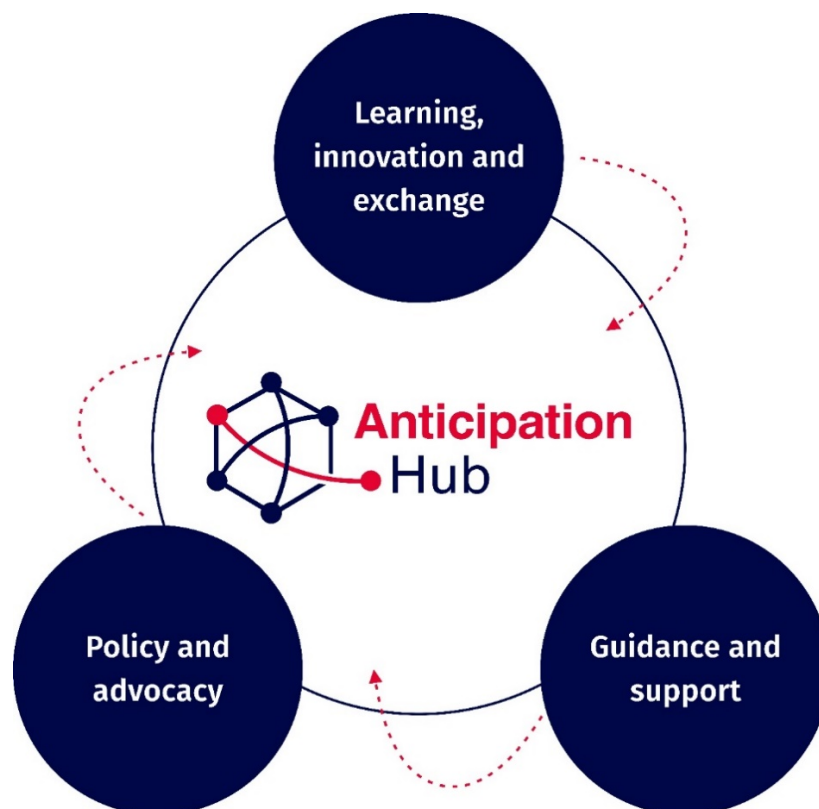 Learning,
innovation and
exchange
Anticipation
Hub
Policy and
advocacy
Guidance and
support